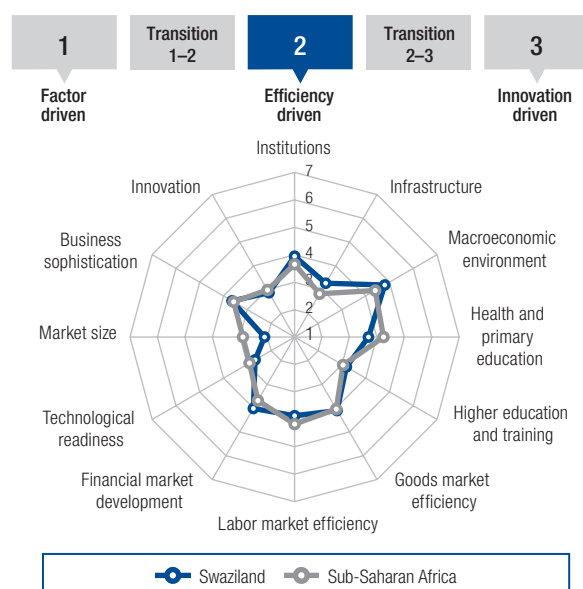 1
Transition
1–2
2
Transition
2–3
3
Factor
driven
Efficiency
driven
Innovation
driven
Institutions
7
6
5
4
3
2
1
Infrastructure
Macroeconomic
environment
Health and
primary
education
Higher education
and training
Goods market
efficiency
Labor market efficiency
Financial market
development
Technological
readiness
Market size
Business
sophistication
Innovation
Swaziland
Sub-Saharan Africa